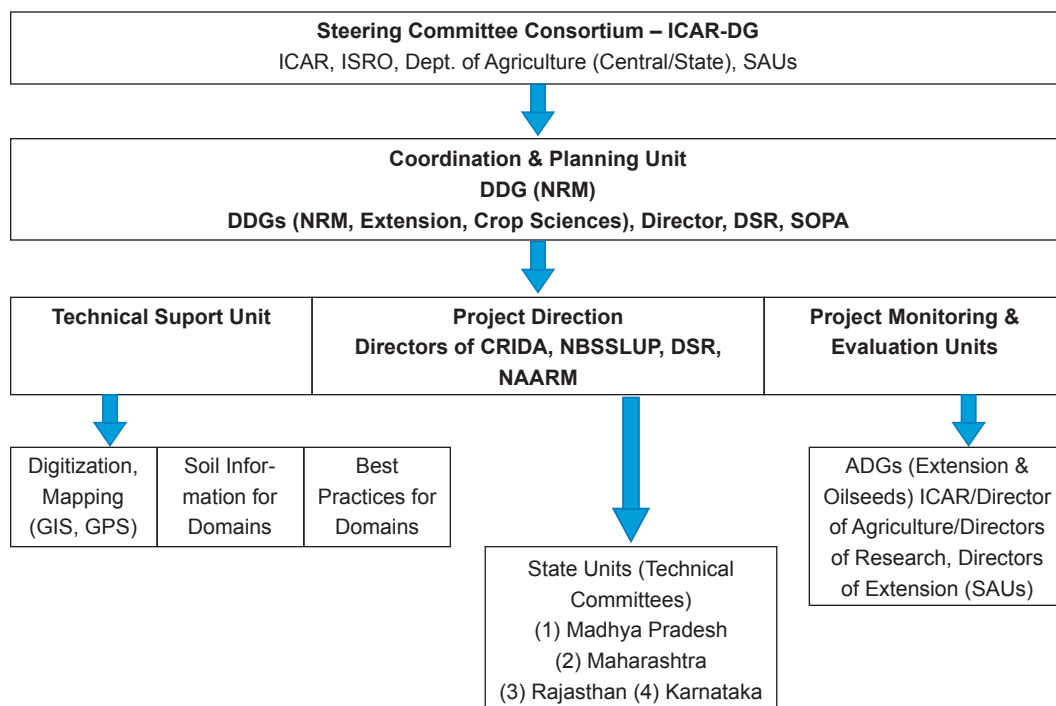 Steering Committee Consortium – ICAR-DG
ICAR, ISRO, Dept. of Agriculture (Central/State), SAUs
Coordination & Planning Unit
DDG (NRM)
DDGs (NRM, Extension, Crop Sciences), Director, DSR, SOPA
Technical Suport Unit
Project Direction
Directors of CRIDA, NBSSLUP, DSR,
NAARM
Project Monitoring &
Evaluation Units
Digitization,
Mapping
(GIS, GPS)
Soil Infor-
mation for
Domains
Best
Practices for
Domains
State Units (Technical
Committees)
(1) Madhya Pradesh
(2) Maharashtra
(3) Rajasthan (4) Karnataka
ADGs (Extension &
Oilseeds) ICAR/Director
of Agriculture/Directors
of Research, Directors
of Extension (SAUs)